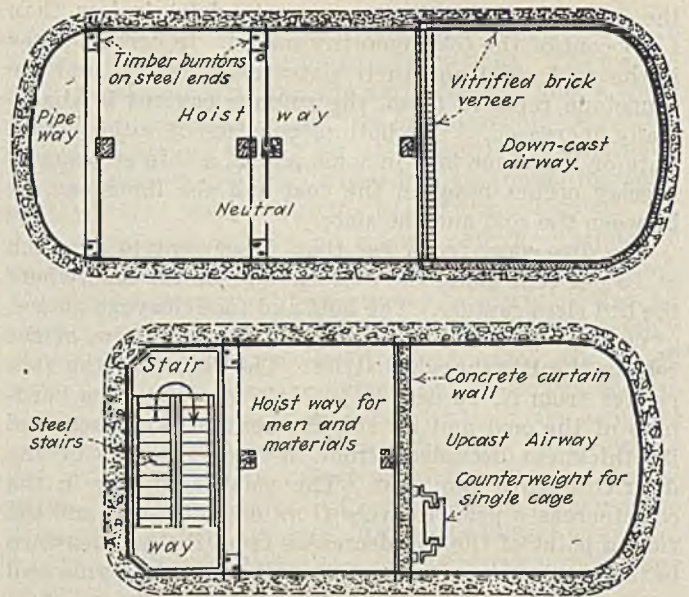 Timber buntons
on steel ends
Vitrified brick
veneer
Pipe
way
Hoist way
Down-cast
airway.
Neutral
Stair
Steel
stairs
Hoist way for
men and
materials
Concrete curtain
wall
Upcast Airway
Counterweight for
single cage
way